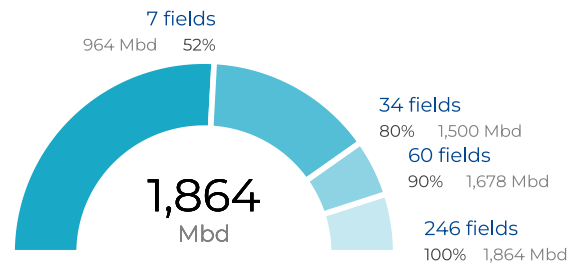 7 fields
964 Mbd 52%
34 fields
80% 1,500 Mbd
60 fields
90% 1,678 Mbd
1,864
Mbd
246 fields
100% 1,864 Mbd